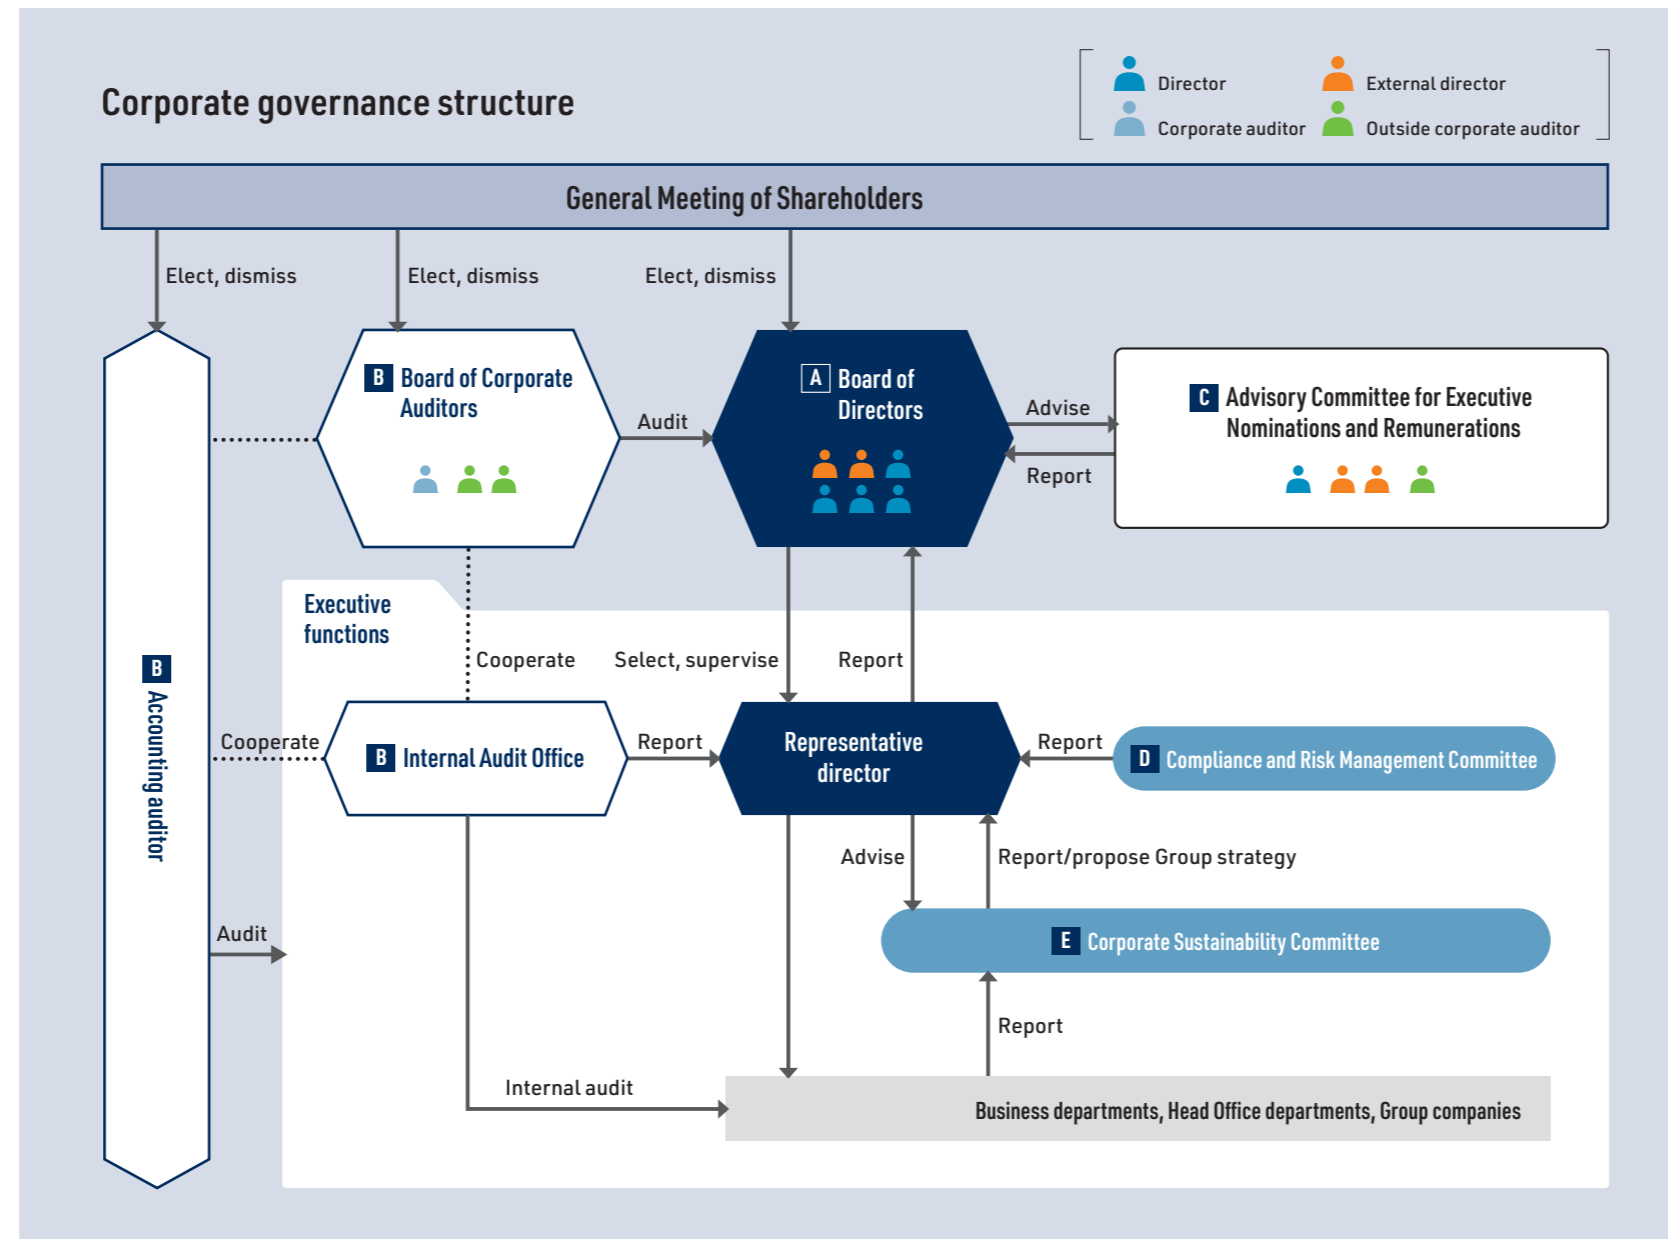 Corporate governance structure
Director
External director
Corporate auditor
Outside corporate auditor
General Meeting of Shareholders
Elect, dismiss
Elect, dismiss
Elect, dismiss
B Board of Corporate
Auditors
Audit
A Board of
Directors
Advise
Report
C Advisory Committee for Executive
Nominations and Remunerations
Executive
functions
Cooperate
Select, supervise
Report
B Accounting auditor
Cooperate
B Internal Audit Office
Report
Representative
director
Report
D Compliance and Risk Management Committee
Advise
Report/propose Group strategy
Audit
E Corporate Sustainability Committee
Report
Internal audit
Business departments, Head Office departments, Group companies